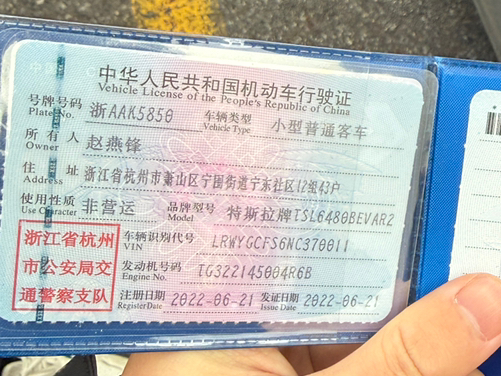 中华人民共和国机动车行驶证
Vehicle License of the People's Republic of China
号牌号码 浙AAK5850 车辆类型 小型普通客车
Plate No. Vehicle Type
所有人 赵燕锋
Owner
住址 浙江省杭州市萧山区宁围街道宁东社区12组43户
Address
使用性质 非营运 品牌型号 特斯拉牌TSL6480BEVAR2
Use Character Model
浙江省杭州
市公安局交
通警察支队
车辆识别代号 LRWYGCFS6NC370011
VIN
发动机号码 TG322145004R6B
Engine No.
注册日期 2022-06-21 发证日期 2022-06-21
Register Date Issue Date